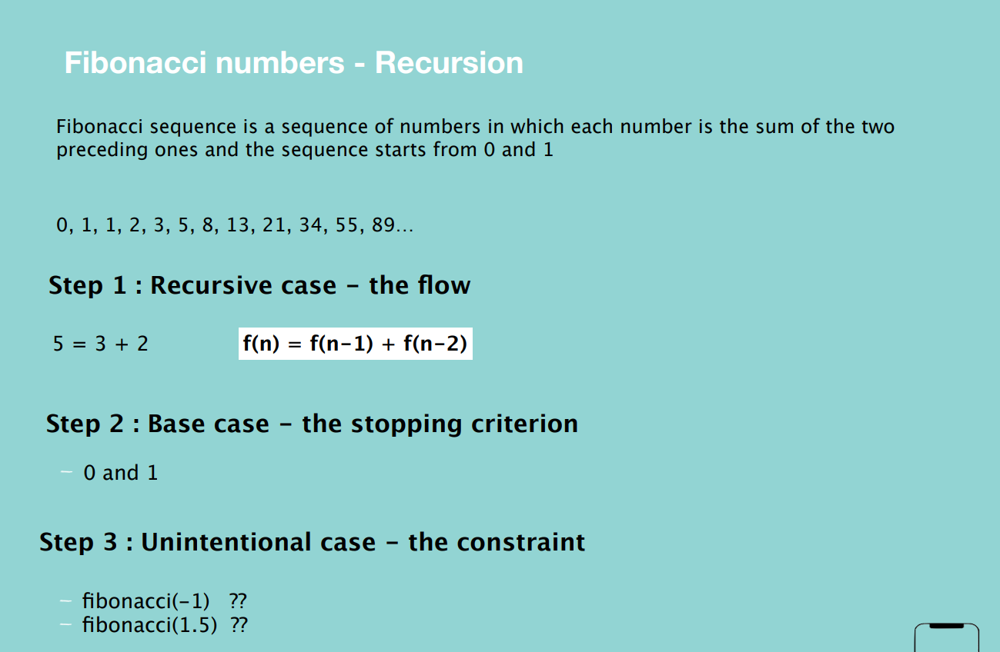 Fibonacci numbers - Recursion
Fibonacci sequence is a sequence of numbers in which each number is the sum of the two
preceding ones and the sequence starts from 0 and 1
0, 1, 1, 2, 3, 5, 8, 13, 21, 34, 55, 89…
Step 1 : Recursive case – the flow
5 = 3 + 2 f(n) = f(n-1) + f(n-2)
Step 2 : Base case – the stopping criterion
– 0 and 1
Step 3 : Unintentional case – the constraint
– fibonacci(-1) ??
– fibonacci(1.5) ??